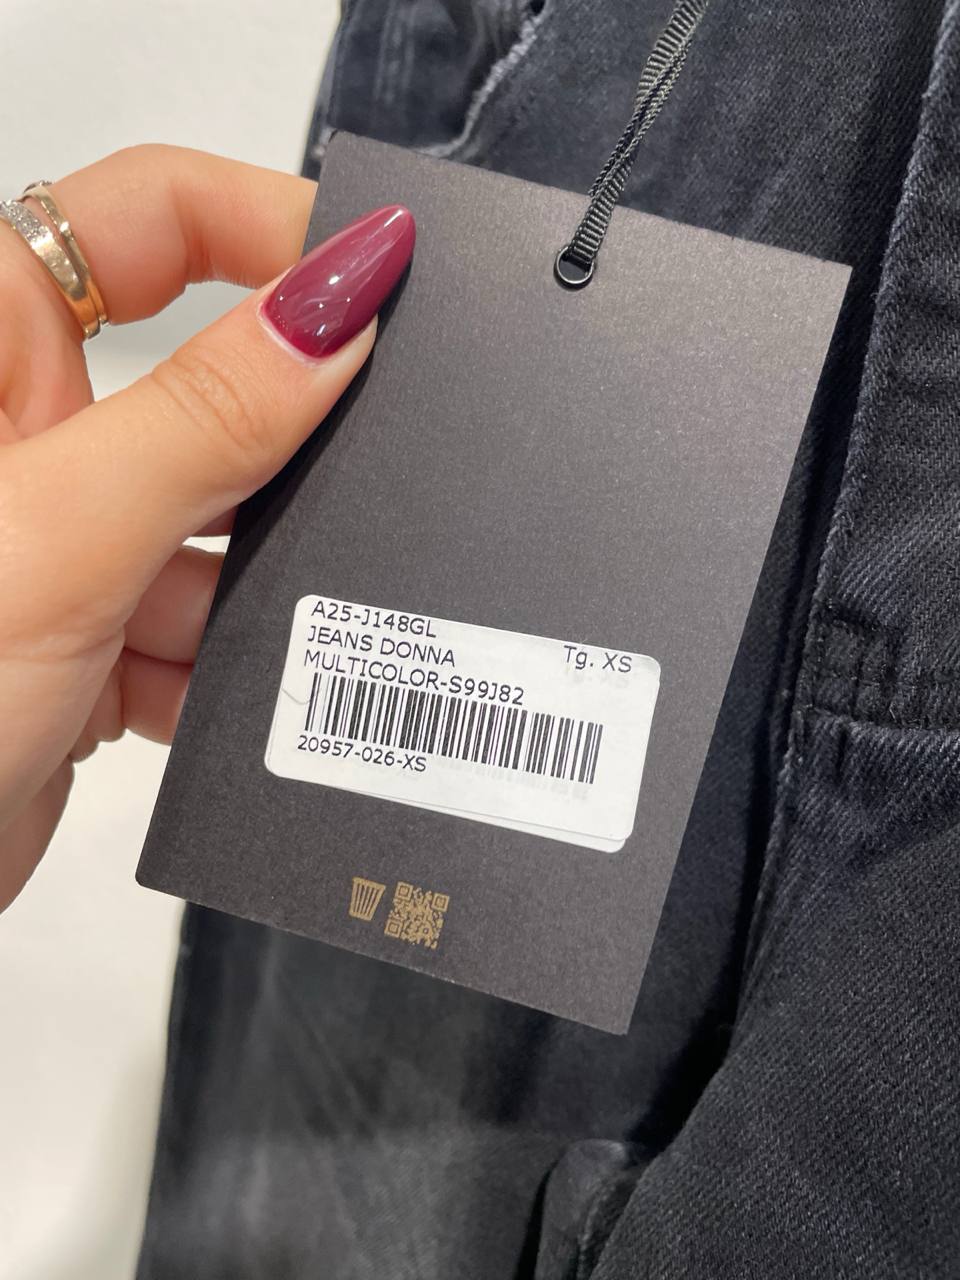 A25-J148GL
JEANS DONNA Tg. XS
MULTICOLOR-S99J82
20957-026-XS